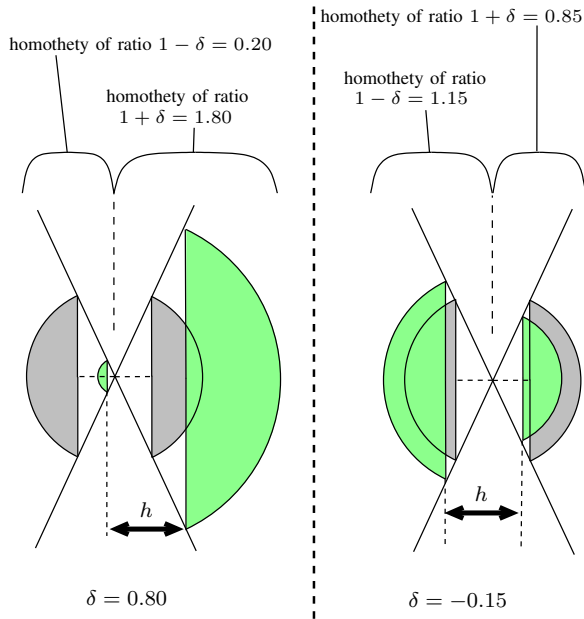 homothety of ratio 1 − δ = 0.20
homothety of ratio
1 + δ = 1.80
h
δ = 0.80
homothety of ratio 1 + δ = 0.85
homothety of ratio
1 − δ = 1.15
h
δ = −0.15